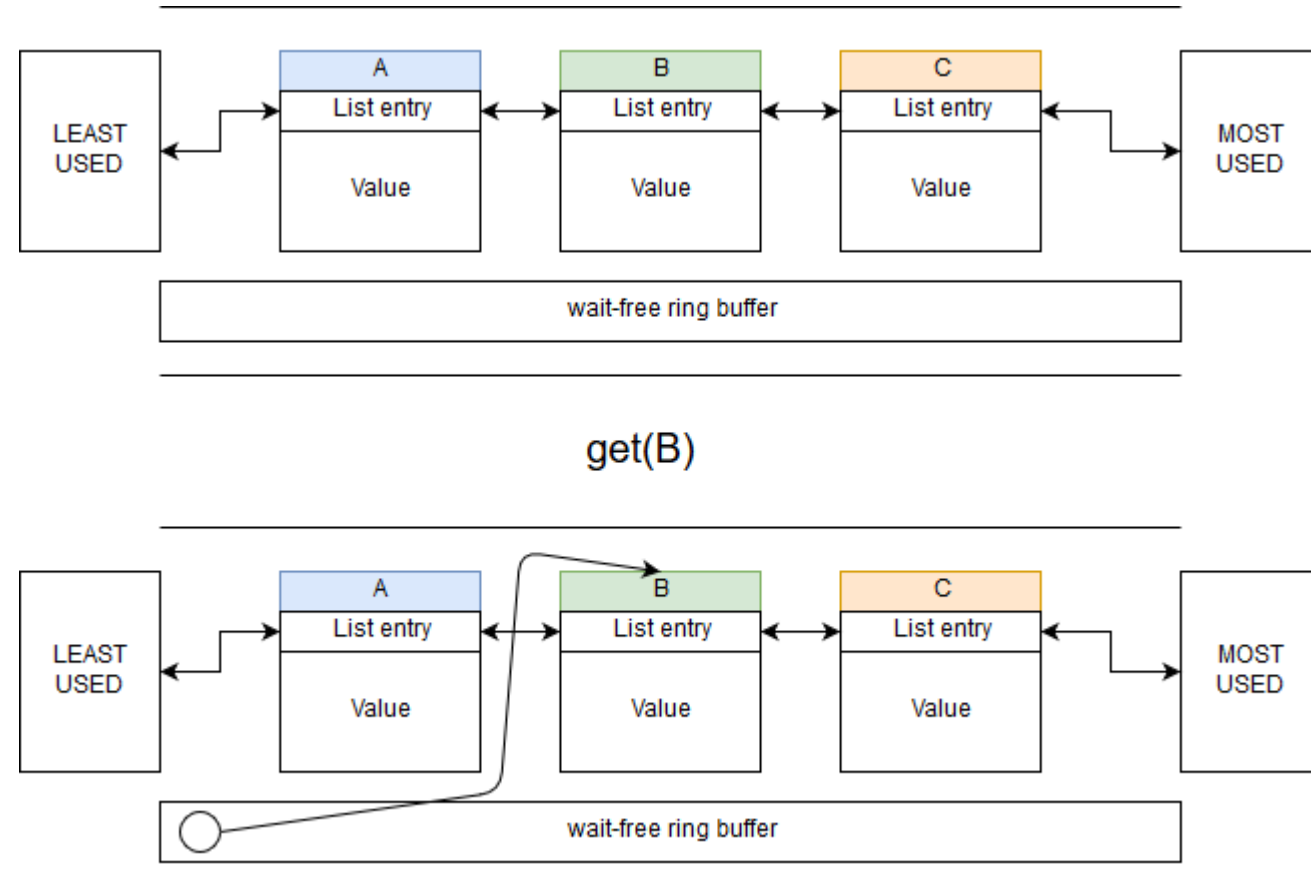 A
B
C
List entry
List entry
List entry
LEAST
USED
MOST
USED
Value
Value
Value
wait-free ring buffer
get(B)
A
B
C
List entry
List entry
List entry
LEAST
USED
MOST
USED
Value
Value
Value
wait-free ring buffer